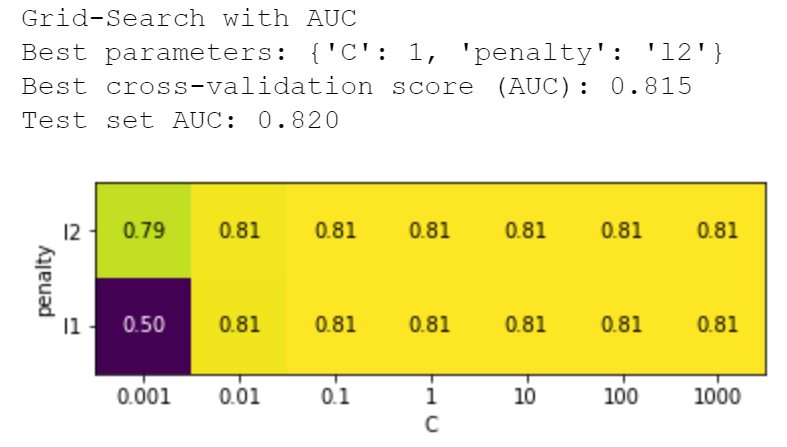 Grid-Search with AUC
Best parameters: {'C': 1, 'penalty': 'l2'}
Best cross-validation score (AUC): 0.815
Test set AUC: 0.820
penalty
l2 0.79 0.81 0.81 0.81 0.81 0.81 0.81
l1 0.50 0.81 0.81 0.81 0.81 0.81 0.81
0.001 0.01 0.1 1 10 100 1000
C